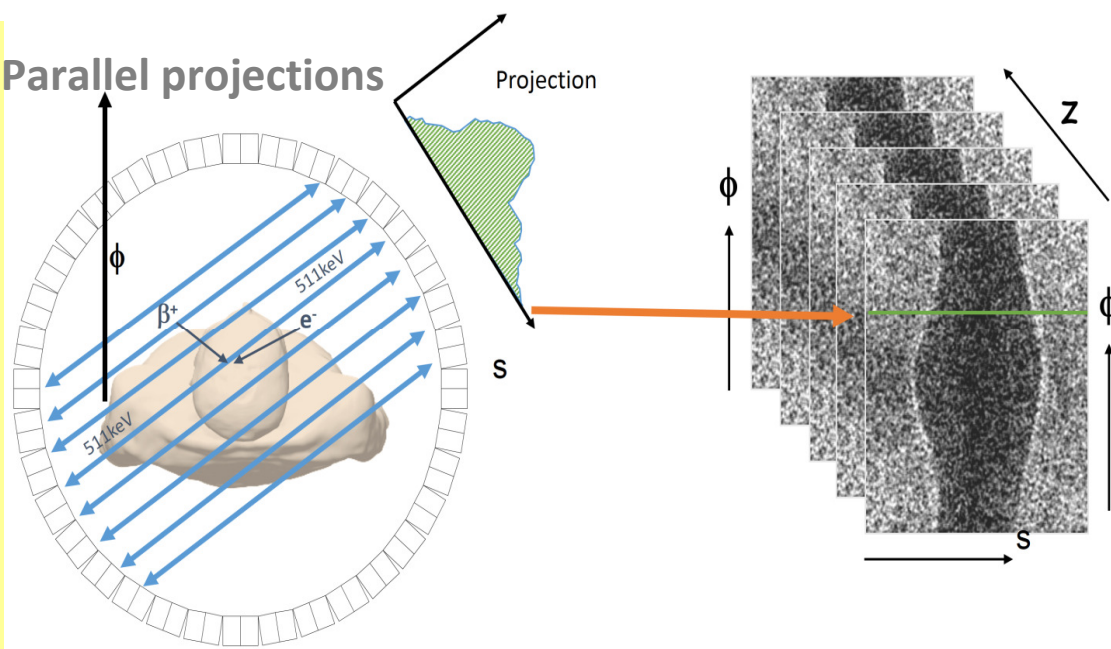 Parallel projections
Projection
ϕ
511keV
β+
e-
511keV
s
z
ϕ
ϕ
s